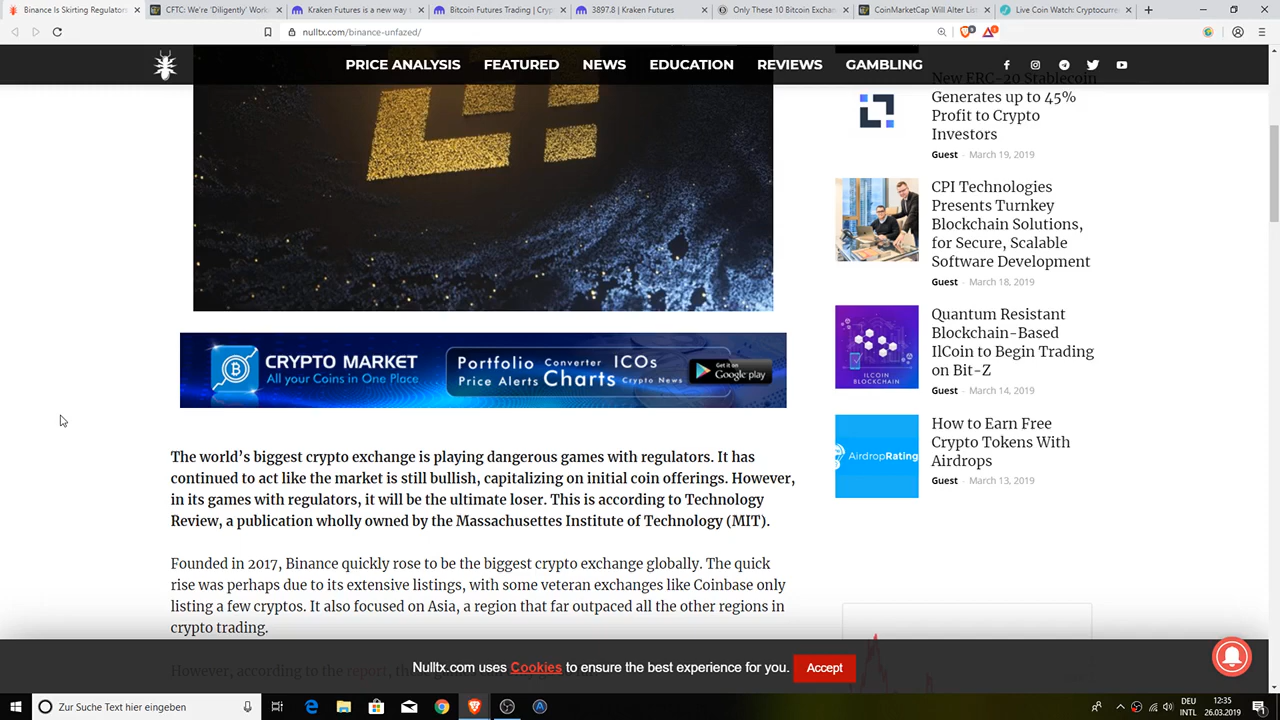 Binance Is Skirting Regulators
CFTC: We're 'Diligently' Work
Kraken Futures is a new way
Bitcoin Futures Trading | Cryp
3897.8 | Kraken Futures
Only These 10 Bitcoin Exchan
CoinMarketCap Will Alter List
Live Coin Watch: Cryptocurre
nulltx.com/binance-unfazed/
PRICE ANALYSIS
FEATURED
NEWS
EDUCATION
REVIEWS
GAMBLING
New ERC-20 Stablecoin
Generates up to 45%
Profit to Crypto
Investors
Guest - March 19, 2019
CPI Technologies
Presents Turnkey
Blockchain Solutions,
for Secure, Scalable
Software Development
Guest - March 18, 2019
ILCOIN
BLOCKCHAIN
Quantum Resistant
Blockchain-Based
IlCoin to Begin Trading
on Bit-Z
Guest - March 14, 2019
AirdropRating
How to Earn Free
Crypto Tokens With
Airdrops
Guest - March 13, 2019
CRYPTO MARKET
All your Coins in One Place
Portfolio Converter ICOs
Price Alerts Charts Crypto News
Get it on
Google play
The world's biggest crypto exchange is playing dangerous games with regulators. It has
continued to act like the market is still bullish, capitalizing on initial coin offerings. However,
in its games with regulators, it will be the ultimate loser. This is according to Technology
Review, a publication wholly owned by the Massachusettes Institute of Technology (MIT).
Founded in 2017, Binance quickly rose to be the biggest crypto exchange globally. The quick
rise was perhaps due to its extensive listings, with some veteran exchanges like Coinbase only
listing a few cryptos. It also focused on Asia, a region that far outpaced all the other regions in
crypto trading.
However, according to the report, the
Nulltx.com uses Cookies to ensure the best experience for you.
Accept
Zur Suche Text hier eingeben
DEU
INTL
12:35
26.03.2019